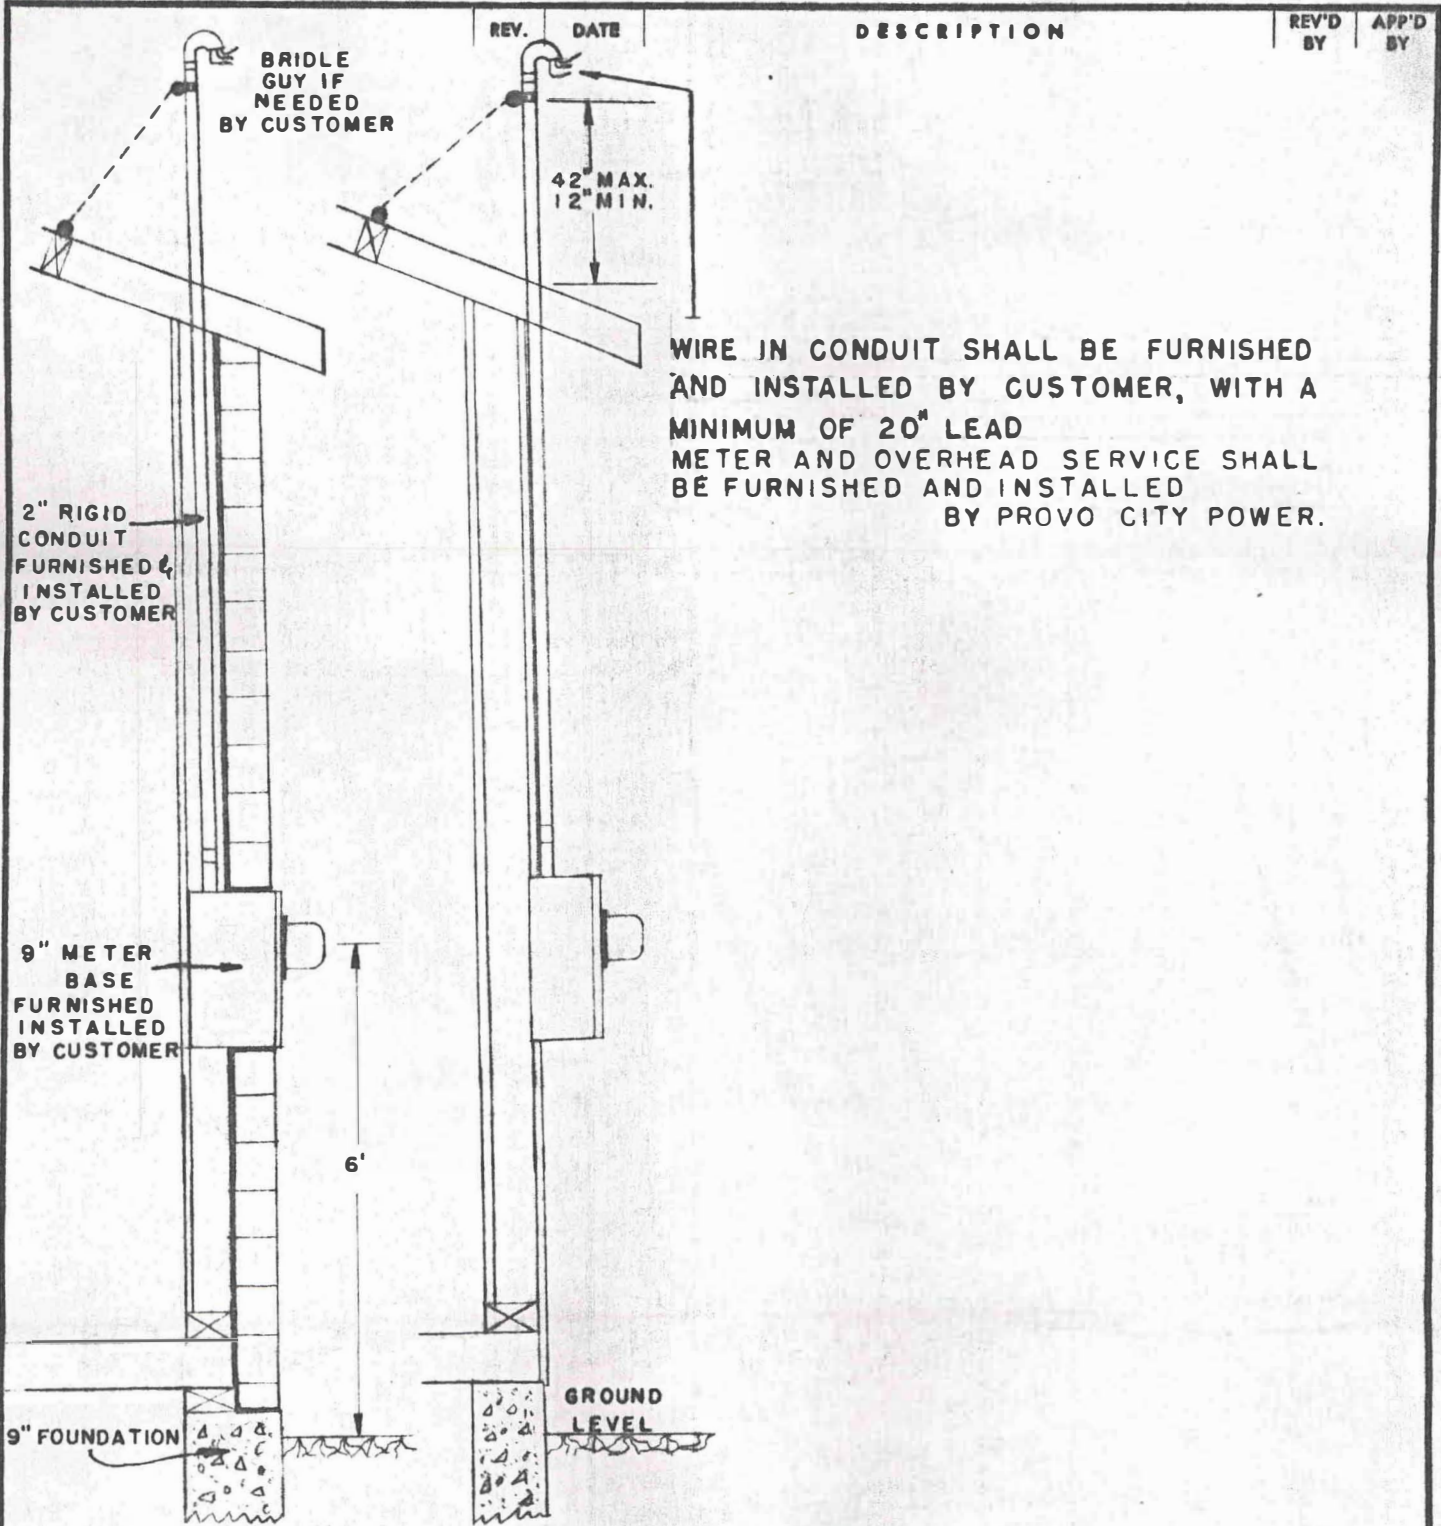 REV. DATE DESCRIPTION REV'D BY APP'D BY
BRIDLE
GUY IF
NEEDED
BY CUSTOMER
42" MAX.
12" MIN.
WIRE IN CONDUIT SHALL BE FURNISHED
AND INSTALLED BY CUSTOMER, WITH A
MINIMUM OF 20" LEAD
METER AND OVERHEAD SERVICE SHALL
BE FURNISHED AND INSTALLED
BY PROVO CITY POWER.
2" RIGID
CONDUIT
FURNISHED &
INSTALLED
BY CUSTOMER
9" METER
BASE
FURNISHED
INSTALLED
BY CUSTOMER
6'
GROUND
LEVEL
9" FOUNDATION